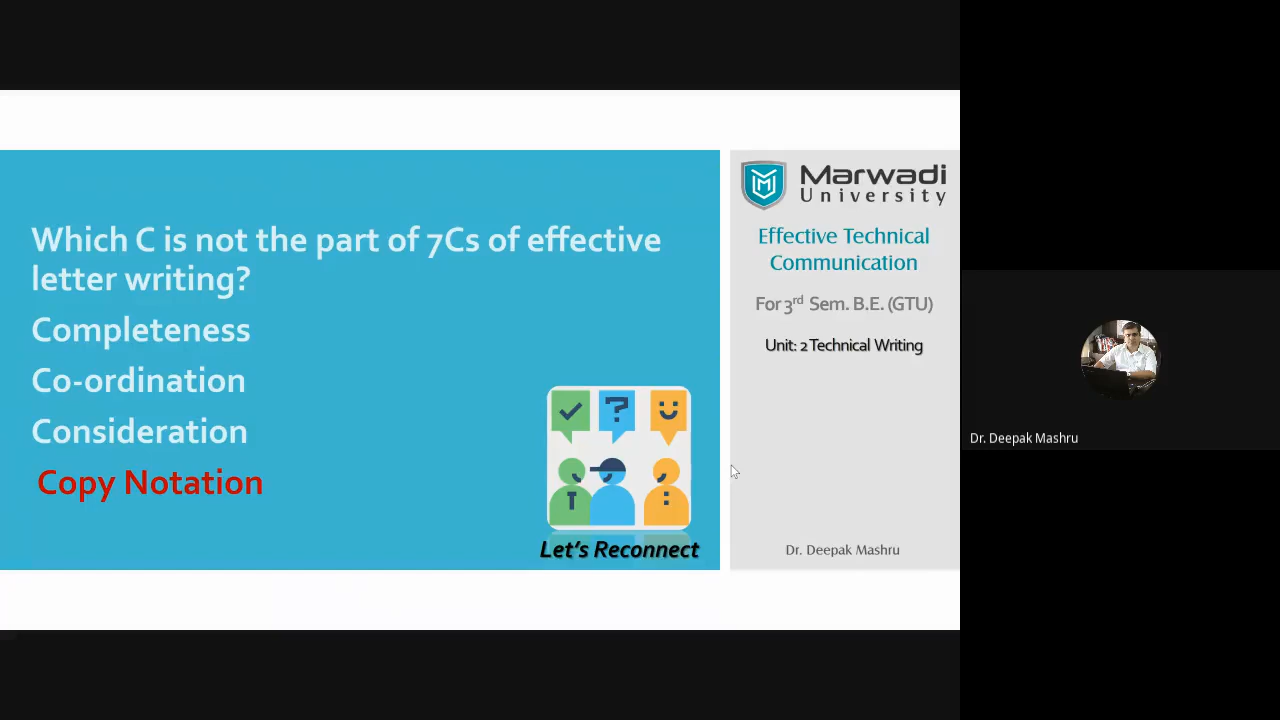 Which C is not the part of 7Cs of effective
letter writing?
Completeness
Co-ordination
Consideration
Copy Notation
Let's Reconnect
Marwadi
University
Effective Technical
Communication
For 3rd Sem. B.E. (GTU)
Unit: 2 Technical Writing
Dr. Deepak Mashru
Dr. Deepak Mashru